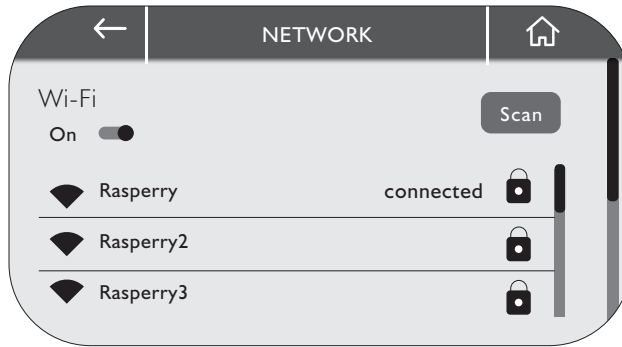 NETWORK
Wi-Fi
Scan
On
Rasperry connected
Rasperry2
Rasperry3